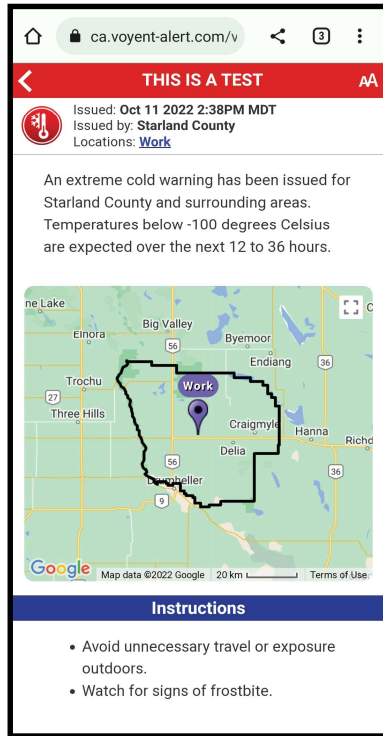 ca.voyent-alert.com/v
3
THIS IS A TEST
AA
Issued: Oct 11 2022 2:38PM MDT
Issued by: Starland County
Locations: Work
An extreme cold warning has been issued for
Starland County and surrounding areas.
Temperatures below -100 degrees Celsius
are expected over the next 12 to 36 hours.
ne Lake
Elnora
Big Valley
56
Byemoor
Endiang
36
Trochu
Work
27
Three Hills
Craigmyle
Hanna
Richd
Delia
56
36
Drumheller
9
Google
Map data ©2022 Google
20 km
Terms of Use
Instructions
• Avoid unnecessary travel or exposure
outdoors.
• Watch for signs of frostbite.